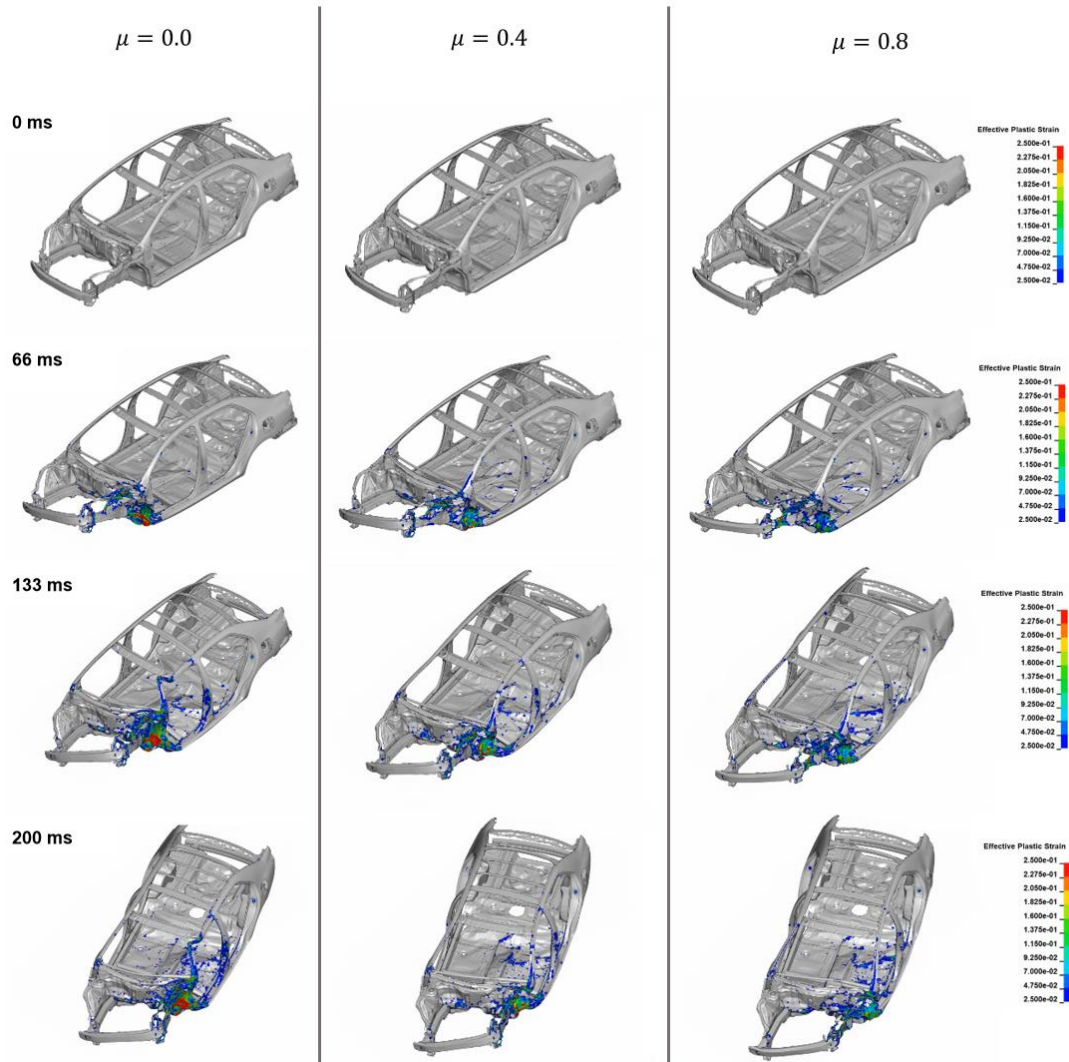 μ = 0.0
μ = 0.4
μ = 0.8
0 ms
Effective Plastic Strain
2.500e-01
2.275e-01
2.050e-01
1.825e-01
1.600e-01
1.375e-01
1.150e-01
9.250e-02
7.000e-02
4.750e-02
2.500e-02
66 ms
Effective Plastic Strain
2.500e-01
2.275e-01
2.050e-01
1.825e-01
1.600e-01
1.375e-01
1.150e-01
9.250e-02
7.000e-02
4.750e-02
2.500e-02
133 ms
Effective Plastic Strain
2.500e-01
2.275e-01
2.050e-01
1.825e-01
1.600e-01
1.375e-01
1.150e-01
9.250e-02
7.000e-02
4.750e-02
2.500e-02
200 ms
Effective Plastic Strain
2.500e-01
2.275e-01
2.050e-01
1.825e-01
1.600e-01
1.375e-01
1.150e-01
9.250e-02
7.000e-02
4.750e-02
2.500e-02